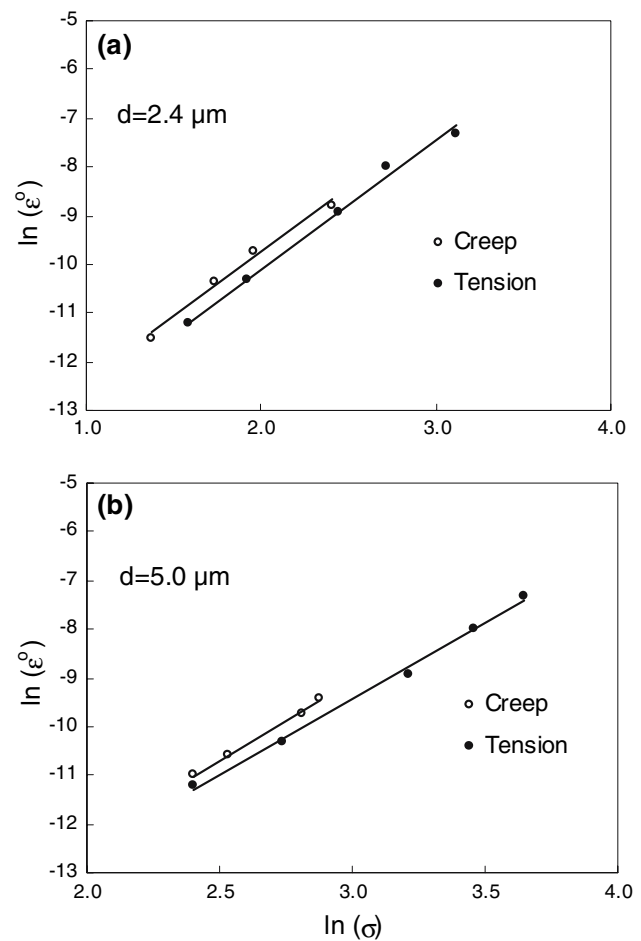 (a)
d=2.4 μm
ln (ε°)
-5
-6
-7
-8
-9
-10
-11
-12
-13
Creep
Tension
1.0 2.0 3.0 4.0
(b)
d=5.0 μm
ln (ε°)
-5
-6
-7
-8
-9
-10
-11
-12
-13
Creep
Tension
2.0 2.5 3.0 3.5 4.0
ln (σ)